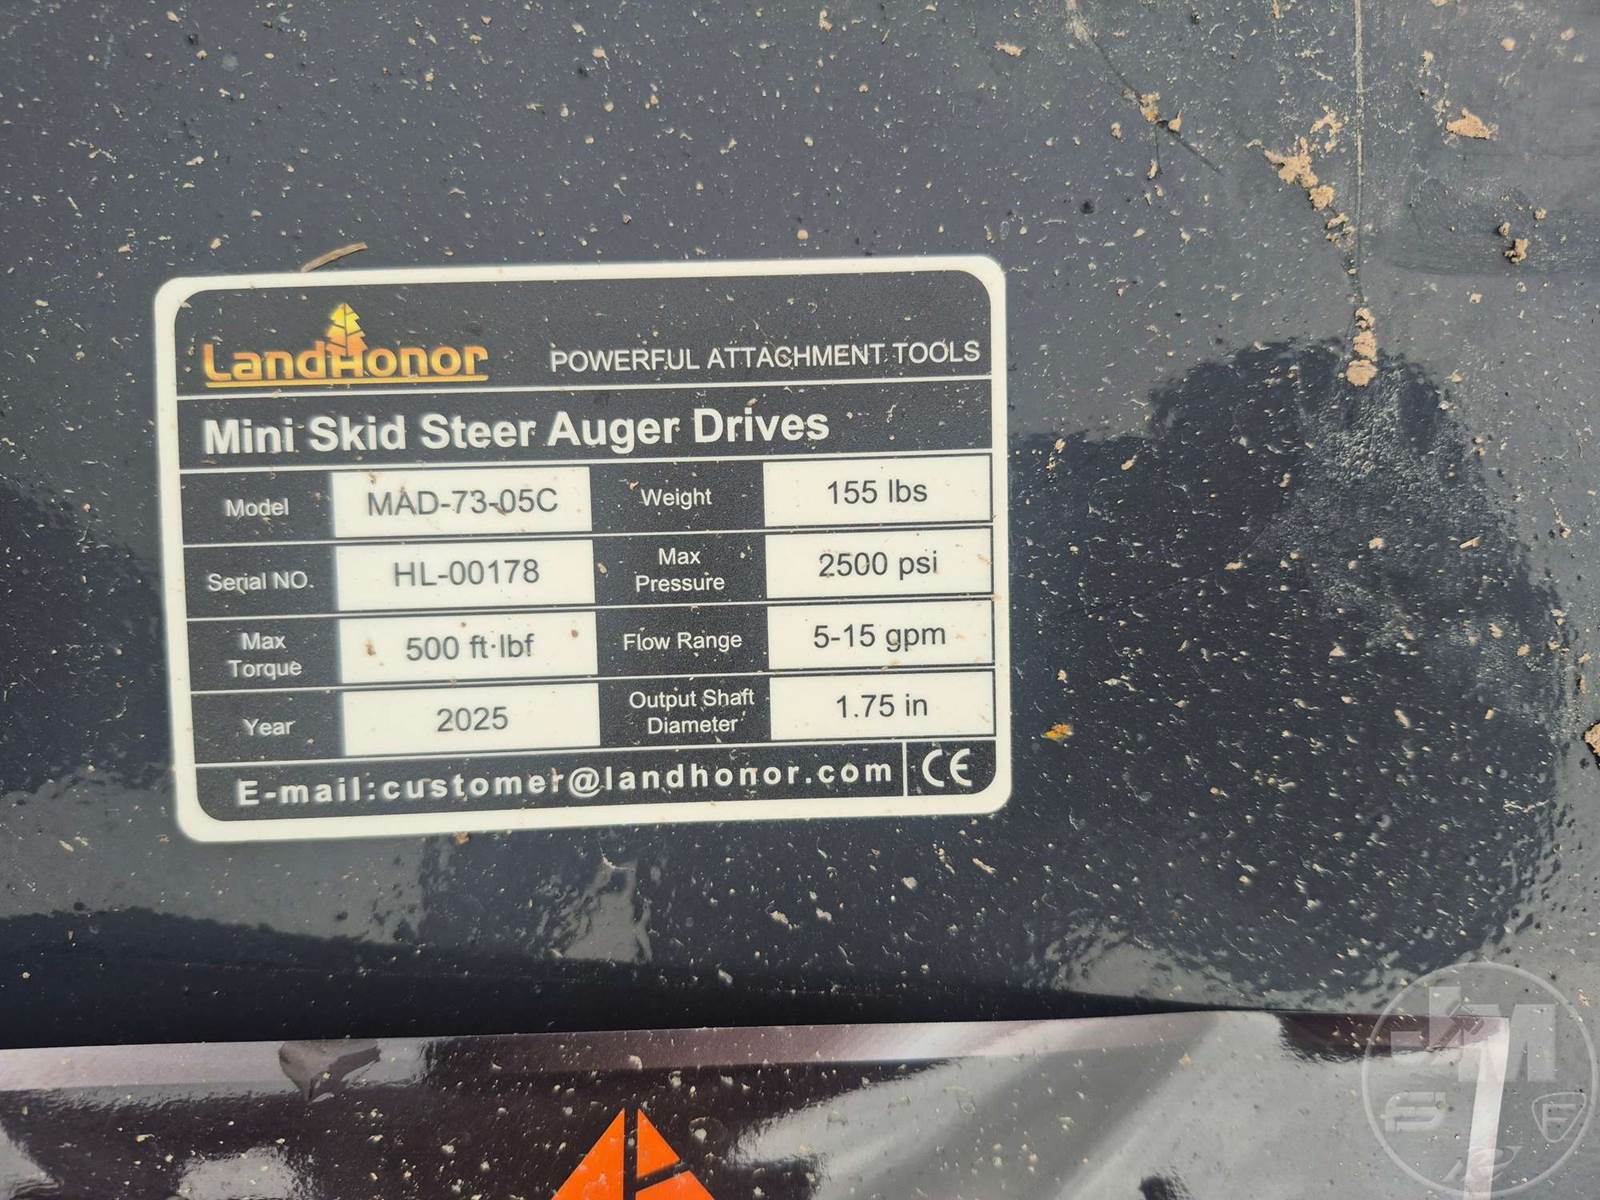 LandHonor
POWERFUL ATTACHMENT TOOLS
Mini Skid Steer Auger Drives
Model MAD-73-05C Weight 155 lbs
Serial NO. HL-00178 Max Pressure 2500 psi
Max Torque 500 ft·lbf Flow Range 5-15 gpm
Year 2025 Output Shaft Diameter 1.75 in
E-mail:customer@landhonor.com CE
JM